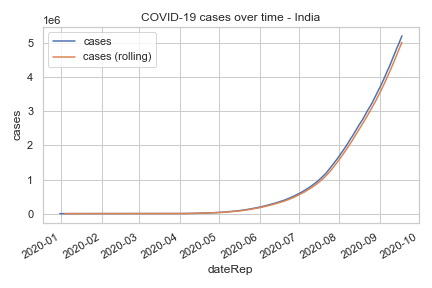 COVID-19 cases over time - India
1e6
cases
cases (rolling)
5
4
3
2
1
0
cases
2020-01
2020-02
2020-03
2020-04
2020-05
2020-06
2020-07
2020-08
2020-09
2020-10
dateRep